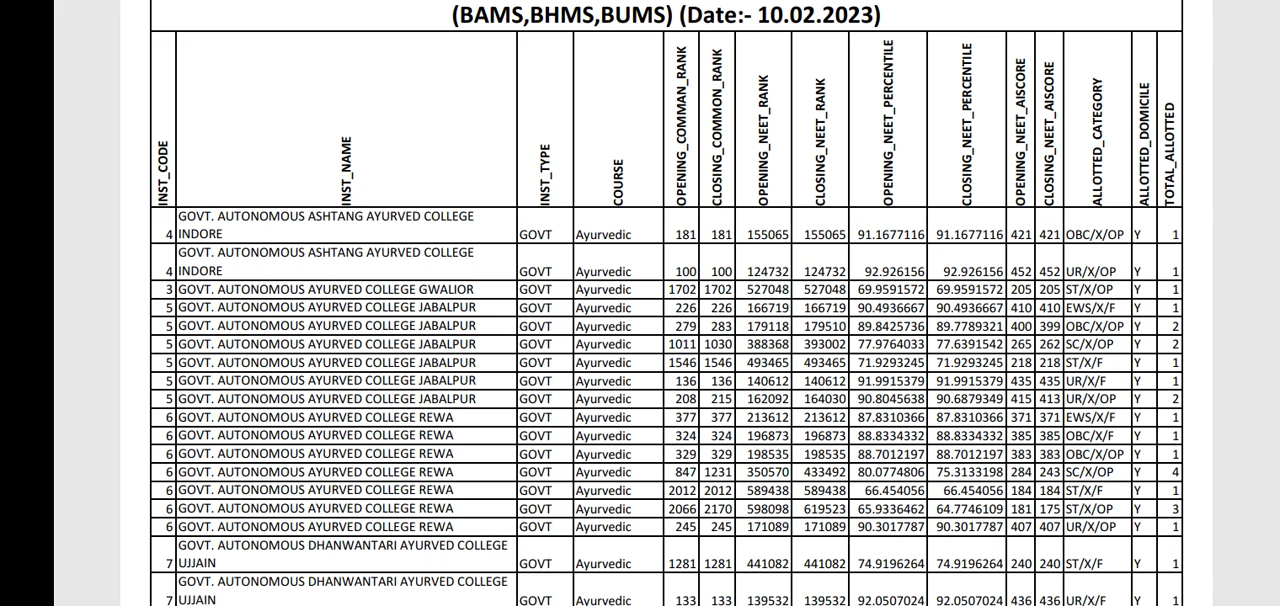 (BAMS,BHMS,BUMS) (Date:- 10.02.2023)
INST_CODE INST_NAME INST_TYPE COURSE OPENING_COMMAN_RANK CLOSING_COMMON_RANK OPENING_NEET_RANK CLOSING_NEET_RANK OPENING_NEET_PERCENTILE CLOSING_NEET_PERCENTILE OPENING_NEET_AISCORE CLOSING_NEET_AISCORE ALLOTTED_CATEGORY ALLOTTED_DOMICILE TOTAL_ALLOTTED
GOVT. AUTONOMOUS ASHTANG AYURVED COLLEGE
4 INDORE GOVT Ayurvedic 181 181 155065 155065 91.1677116 91.1677116 421 421 OBC/X/OP Y 1
GOVT. AUTONOMOUS ASHTANG AYURVED COLLEGE
4 INDORE GOVT Ayurvedic 100 100 124732 124732 92.926156 92.926156 452 452 UR/X/OP Y 1
3 GOVT. AUTONOMOUS AYURVED COLLEGE GWALIOR GOVT Ayurvedic 1702 1702 527048 527048 69.9591572 69.9591572 205 205 ST/X/OP Y 1
5 GOVT. AUTONOMOUS AYURVED COLLEGE JABALPUR GOVT Ayurvedic 226 226 166719 166719 90.4936667 90.4936667 410 410 EWS/X/F Y 1
5 GOVT. AUTONOMOUS AYURVED COLLEGE JABALPUR GOVT Ayurvedic 279 283 179118 179510 89.8425736 89.7789321 400 399 OBC/X/OP Y 2
5 GOVT. AUTONOMOUS AYURVED COLLEGE JABALPUR GOVT Ayurvedic 1011 1030 388368 393002 77.9764033 77.6391542 265 262 SC/X/OP Y 2
5 GOVT. AUTONOMOUS AYURVED COLLEGE JABALPUR GOVT Ayurvedic 1546 1546 493465 493465 71.9293245 71.9293245 218 218 ST/X/F Y 1
5 GOVT. AUTONOMOUS AYURVED COLLEGE JABALPUR GOVT Ayurvedic 136 136 140612 140612 91.9915379 91.9915379 435 435 UR/X/F Y 1
5 GOVT. AUTONOMOUS AYURVED COLLEGE JABALPUR GOVT Ayurvedic 208 215 162092 164030 90.8045638 90.6879349 415 413 UR/X/OP Y 2
6 GOVT. AUTONOMOUS AYURVED COLLEGE REWA GOVT Ayurvedic 377 377 213612 213612 87.8310366 87.8310366 371 371 EWS/X/F Y 1
6 GOVT. AUTONOMOUS AYURVED COLLEGE REWA GOVT Ayurvedic 324 324 196873 196873 88.8334332 88.8334332 385 385 OBC/X/F Y 1
6 GOVT. AUTONOMOUS AYURVED COLLEGE REWA GOVT Ayurvedic 329 329 198535 198535 88.7012197 88.7012197 383 383 OBC/X/OP Y 1
6 GOVT. AUTONOMOUS AYURVED COLLEGE REWA GOVT Ayurvedic 847 1231 350570 433492 80.0774806 75.3133198 284 243 SC/X/OP Y 4
6 GOVT. AUTONOMOUS AYURVED COLLEGE REWA GOVT Ayurvedic 2012 2012 589438 589438 66.454056 66.454056 184 184 ST/X/F Y 1
6 GOVT. AUTONOMOUS AYURVED COLLEGE REWA GOVT Ayurvedic 2066 2170 598098 619523 65.9336462 64.7746109 181 175 ST/X/OP Y 3
6 GOVT. AUTONOMOUS AYURVED COLLEGE REWA GOVT Ayurvedic 245 245 171089 171089 90.3017787 90.3017787 407 407 UR/X/OP Y 1
GOVT. AUTONOMOUS DHANWANTARI AYURVED COLLEGE
7 UJJAIN GOVT Ayurvedic 1281 1281 441082 441082 74.9196264 74.9196264 240 240 ST/X/F Y 1
GOVT. AUTONOMOUS DHANWANTARI AYURVED COLLEGE
7 UJJAIN GOVT Ayurvedic 133 133 139532 139532 92.0507024 92.0507024 436 436 UR/X/F Y 1